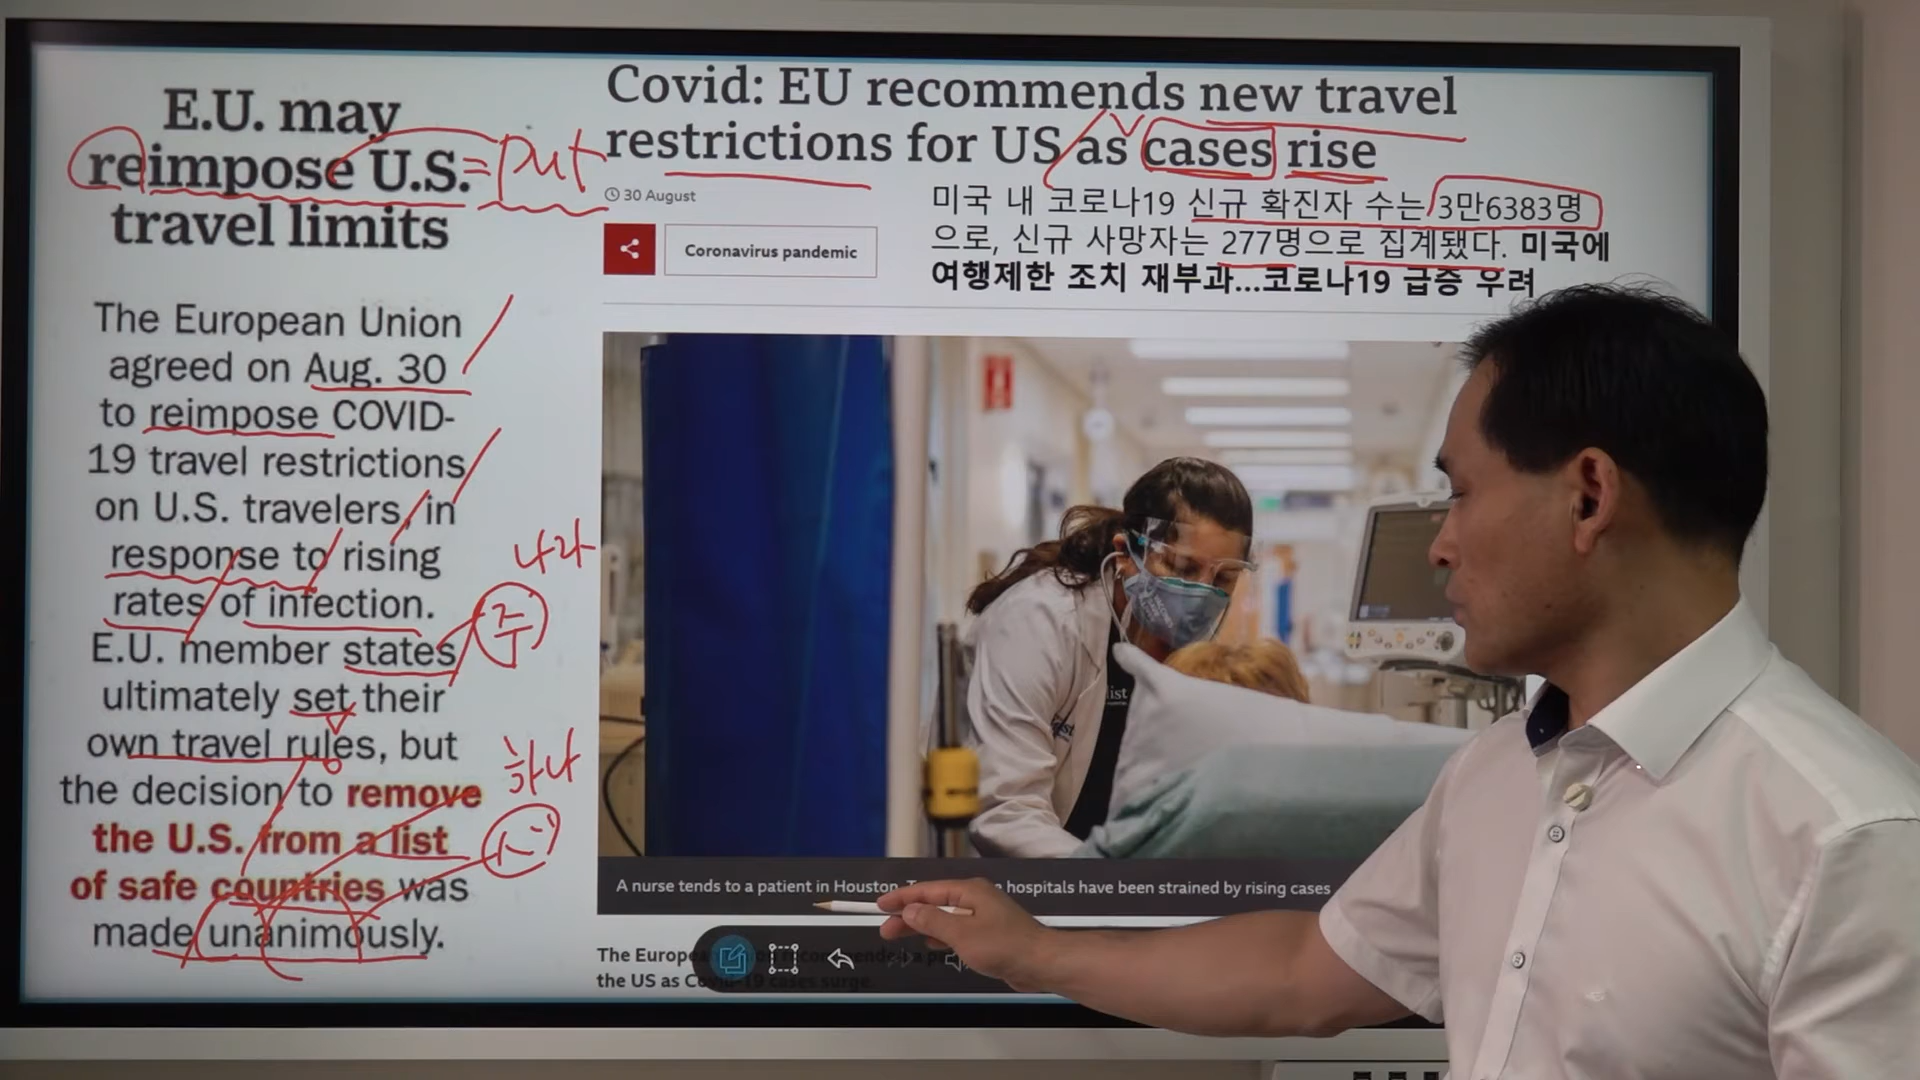 E.U. may
reimpose U.S.
travel limits
= put
The European Union
agreed on Aug. 30
to reimpose COVID-
19 travel restrictions
on U.S. travelers, in
response to rising
rates of infection.
E.U. member states
ultimately set their
own travel rules, but
the decision to remove
the U.S. from a list
of safe countries was
made unanimously.
나라
주
하나
Covid: EU recommends new travel
restrictions for US as cases rise
30 August
Coronavirus pandemic
미국 내 코로나19 신규 확진자 수는 3만6383명
으로, 신규 사망자는 277명으로 집계됐다. 미국에
여행제한 조치 재부과...코로나19 급증 우려
A nurse tends to a patient in Houston, hospitals have been strained by rising cases
The Europe
the US as Covid-19 cases surge